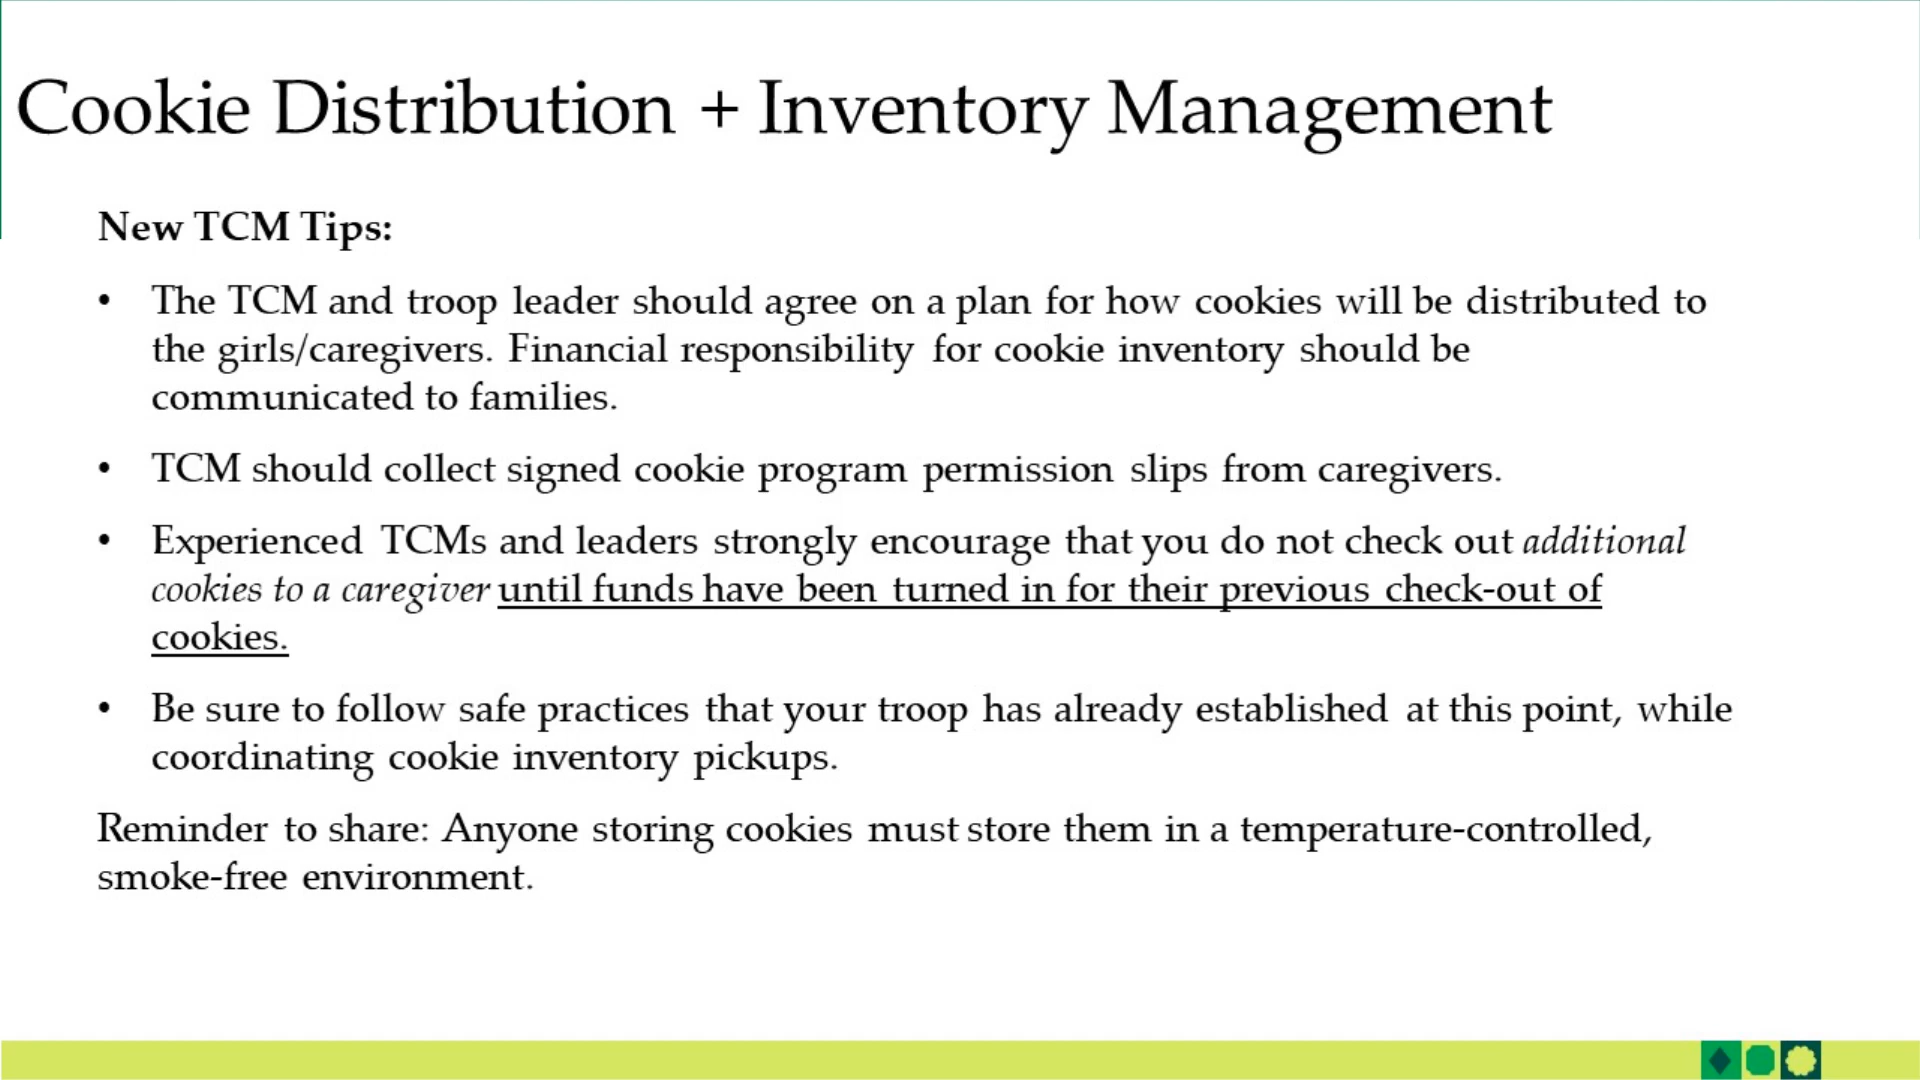 Cookie Distribution + Inventory Management
New TCM Tips:
• The TCM and troop leader should agree on a plan for how cookies will be distributed to
the girls/caregivers. Financial responsibility for cookie inventory should be
communicated to families.
• TCM should collect signed cookie program permission slips from caregivers.
• Experienced TCMs and leaders strongly encourage that you do not check out additional
cookies to a caregiver until funds have been turned in for their previous check-out of
cookies.
• Be sure to follow safe practices that your troop has already established at this point, while
coordinating cookie inventory pickups.
Reminder to share: Anyone storing cookies must store them in a temperature-controlled,
smoke-free environment.